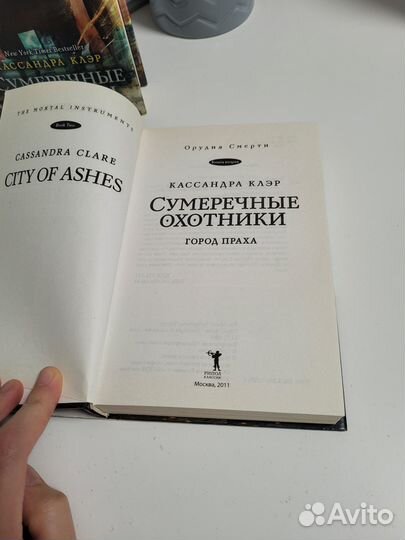 New York Times Bestseller
КАССАНДРА КЛЭР
СУМЕРЕЧНЫЕ
THE MORTAL INSTRUMENTS
Book Two
CASSANDRA CLARE
CITY OF ASHES
Орудия Смерти
Книга вторая
КАССАНДРА КЛЭР
СУМЕРЕЧНЫЕ
ОХОТНИКИ
ГОРОД ПРАХА
РИПОЛ
КЛАССИК
Москва, 2011
Avito